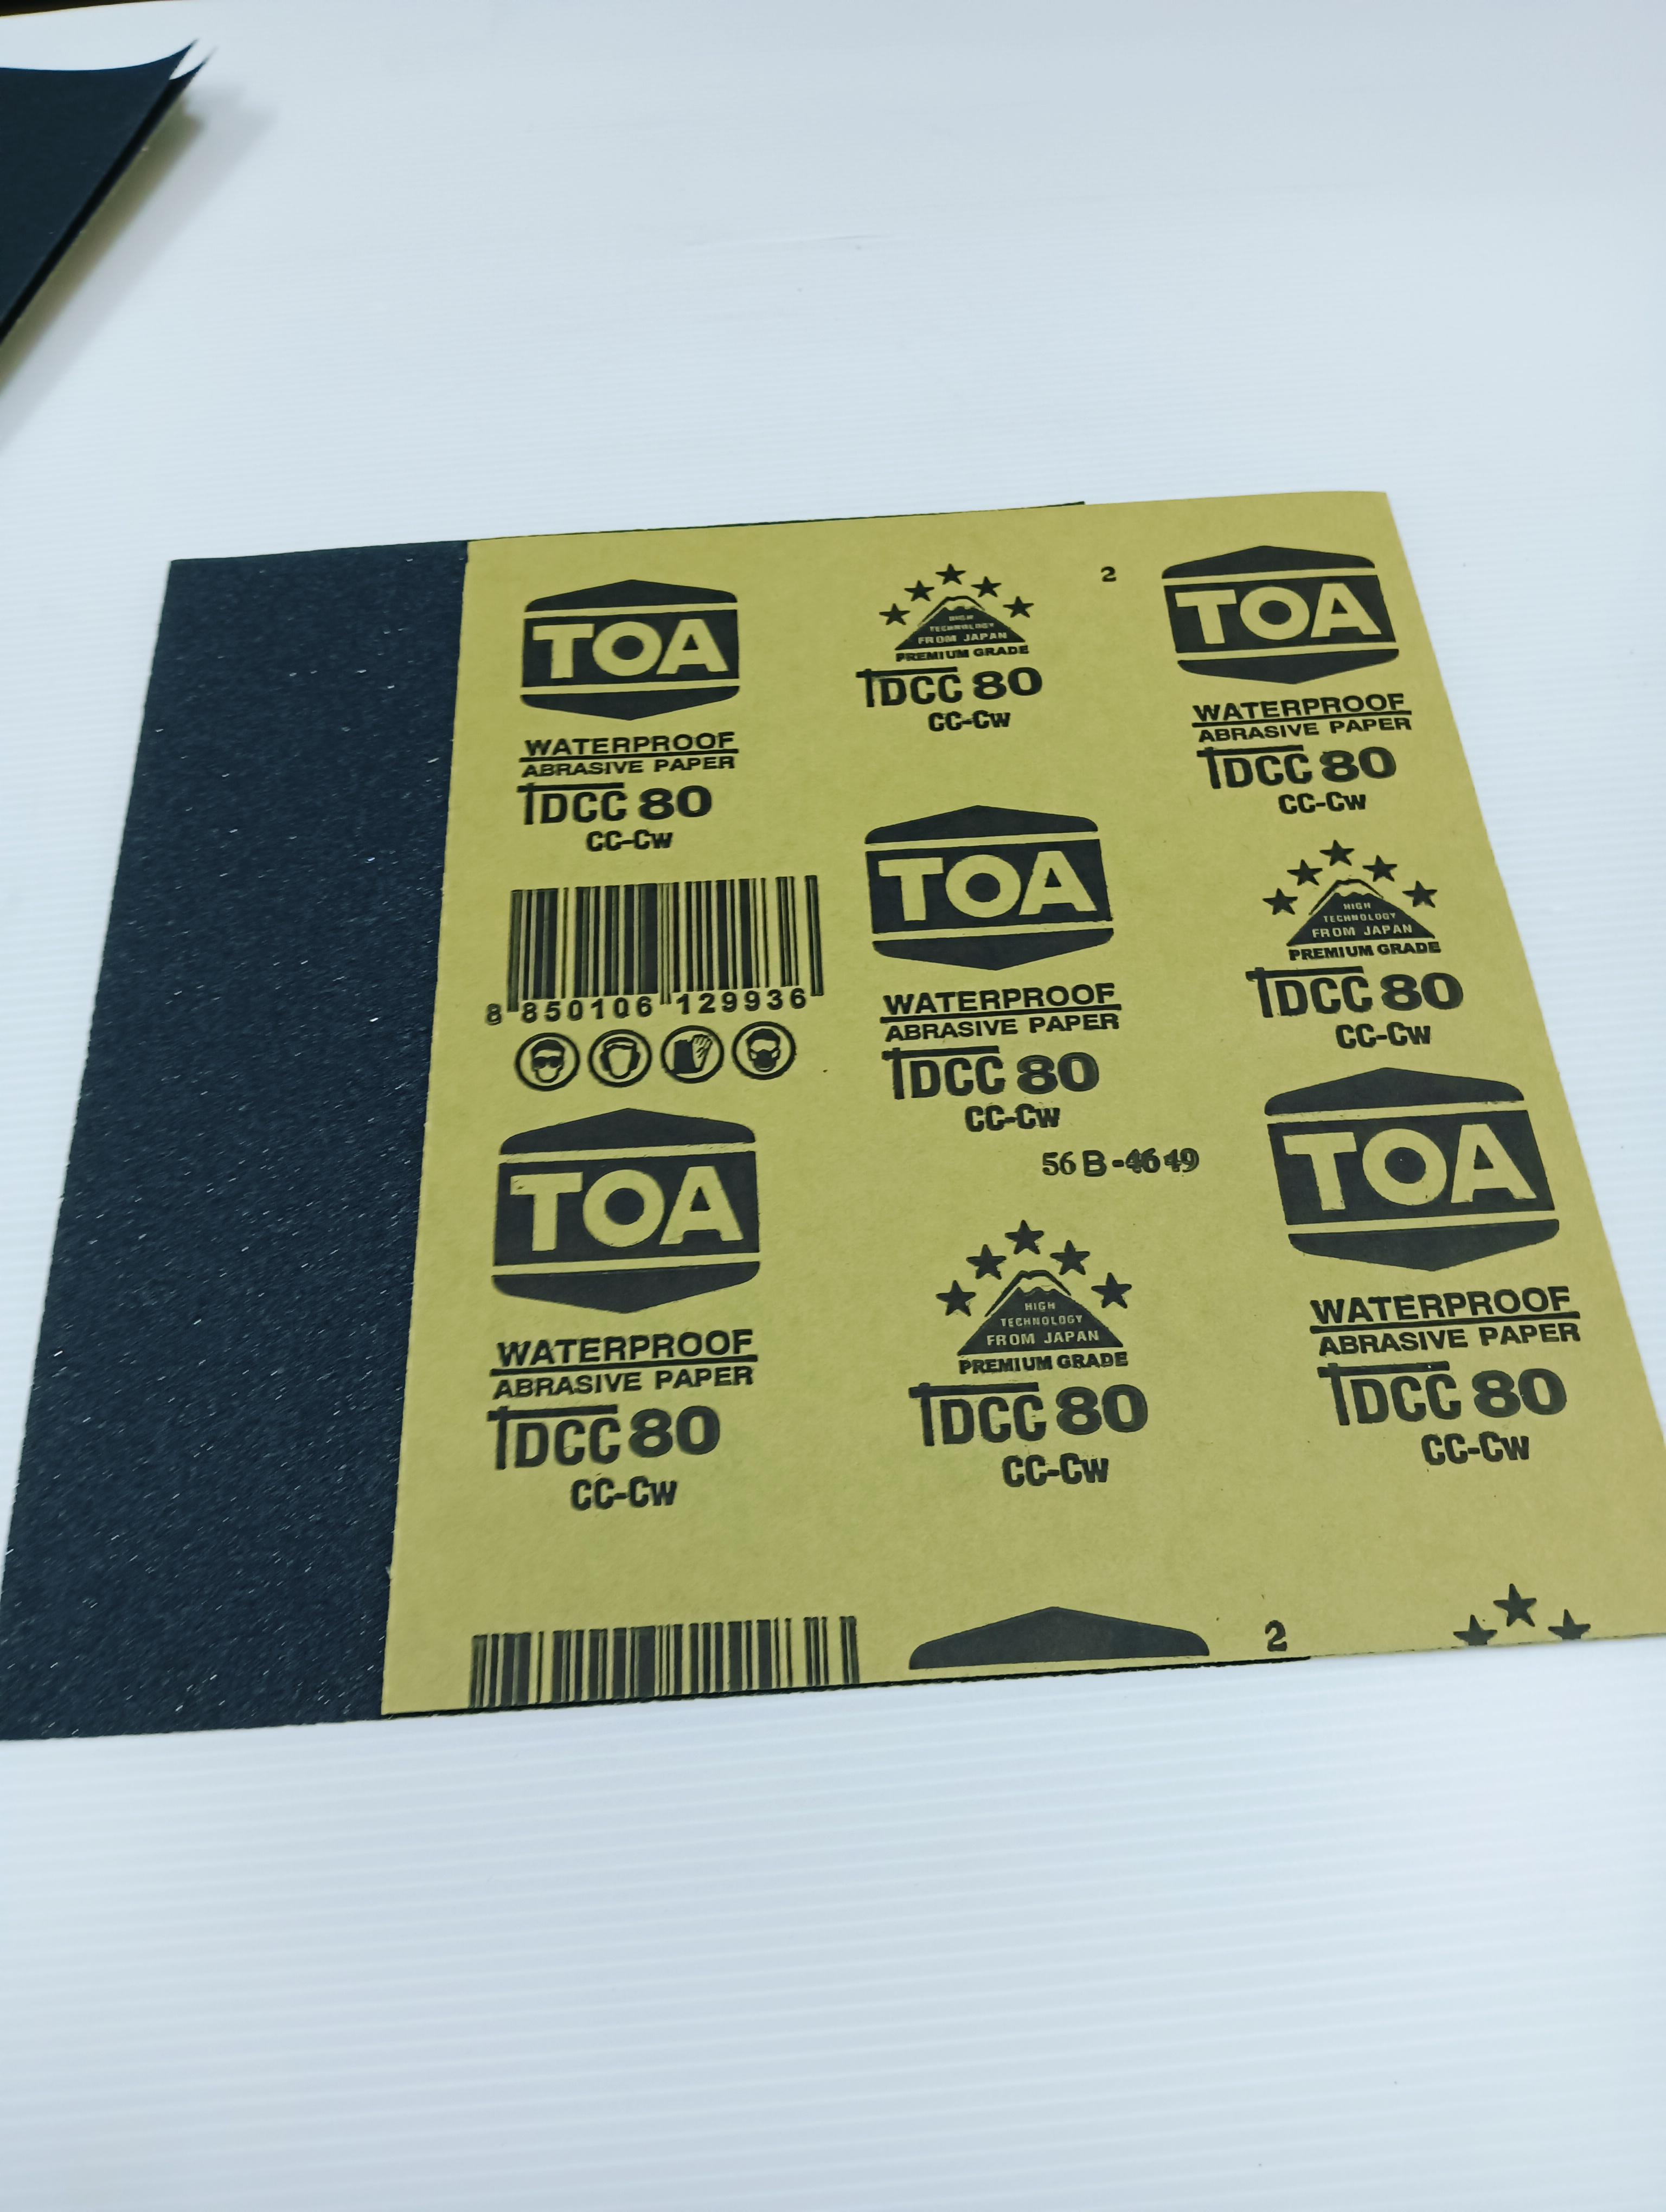 TOA
WATERPROOF
ABRASIVE PAPER
TDCC 80
CC-Cw
8 850106 129936
TOA
WATERPROOF
ABRASIVE PAPER
TDCC 80
CC-Cw
HIGH
TECHNOLOGY
FROM JAPAN
PREMIUM GRADE
TDCC 80
CC-Cw
2
TOA
WATERPROOF
ABRASIVE PAPER
TDCC 80
CC-Cw
56 B-4649
HIGH
TECHNOLOGY
FROM JAPAN
PREMIUM GRADE
TDCC 80
CC-Cw
2
TOA
WATERPROOF
ABRASIVE PAPER
TDCC 80
CC-Cw
HIGH
TECHNOLOGY
FROM JAPAN
PREMIUM GRADE
TDCC 80
CC-Cw
TOA
WATERPROOF
ABRASIVE PAPER
TDCC 80
CC-Cw